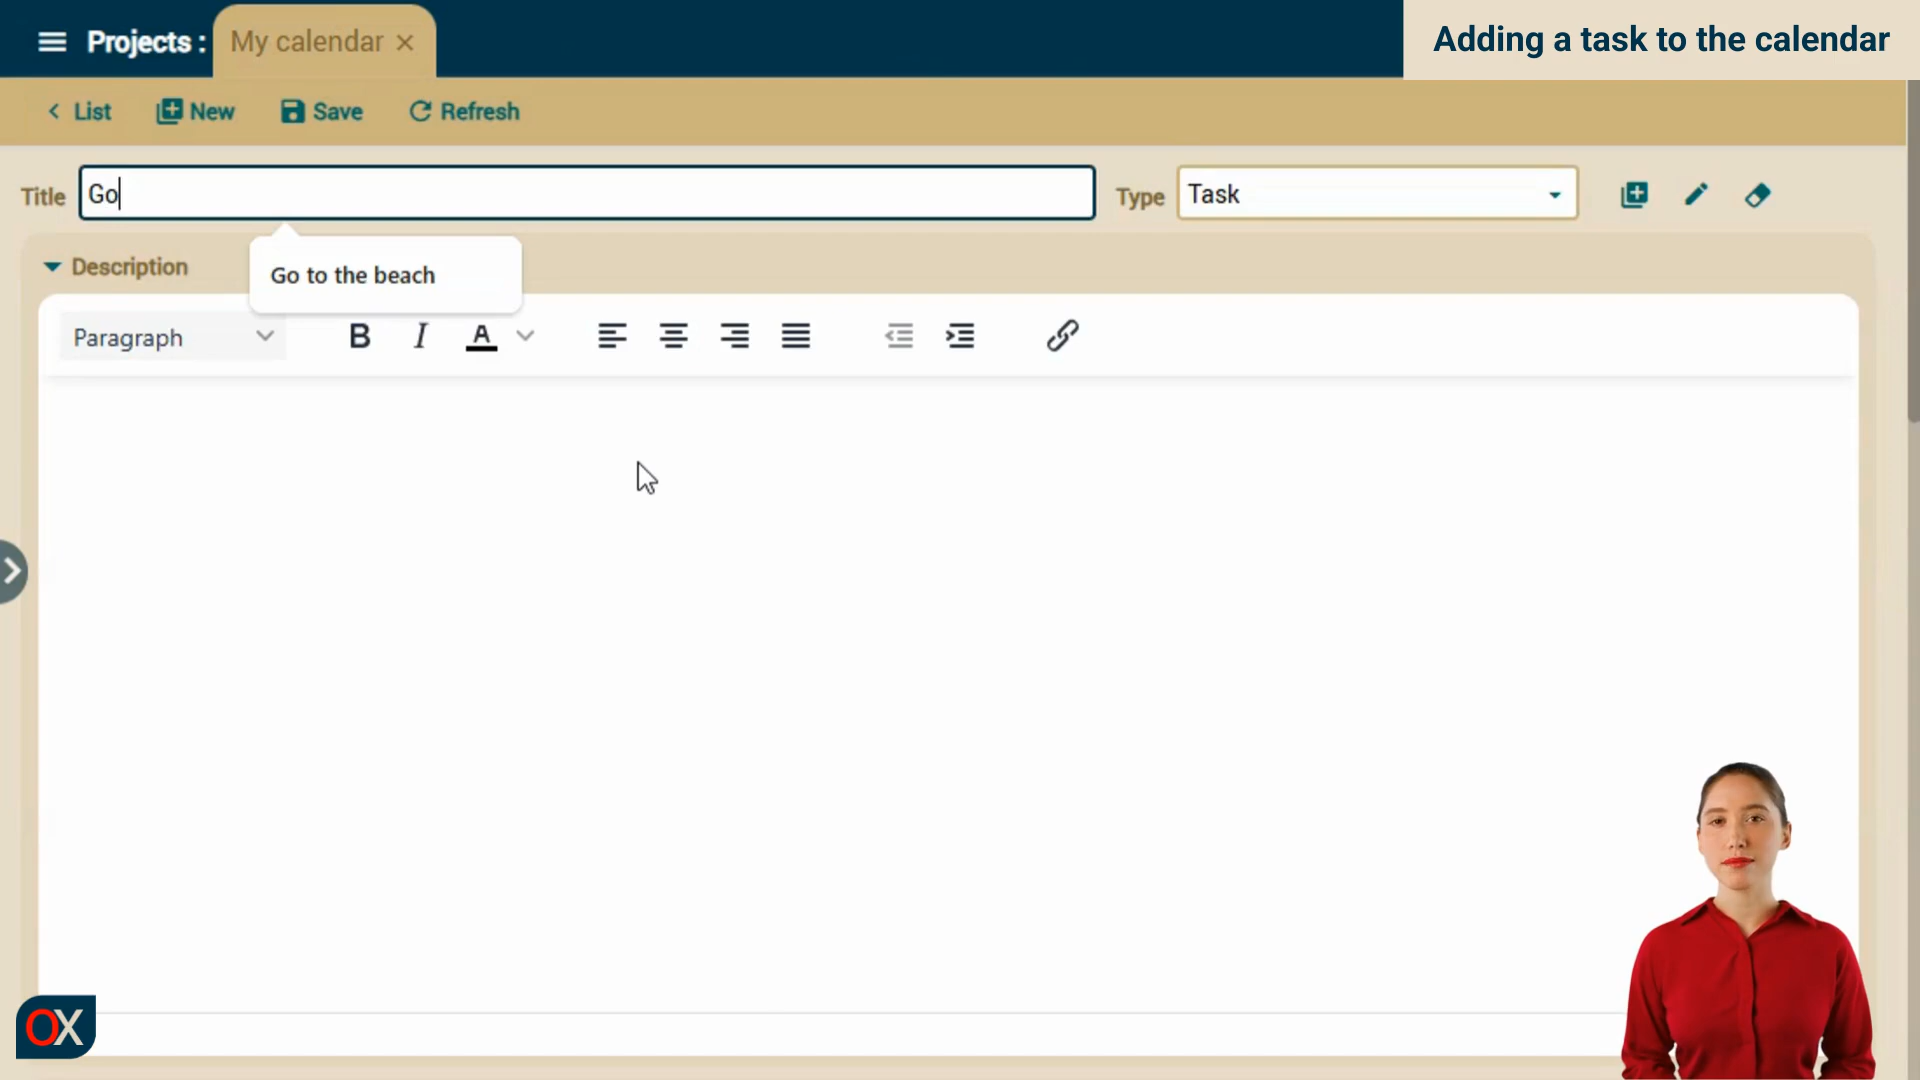 Projects :
My calendar
Adding a task to the calendar
List
New
Save
Refresh
Title
Go
Type
Task
Description
Go to the beach
Paragraph
B
I
A
OX